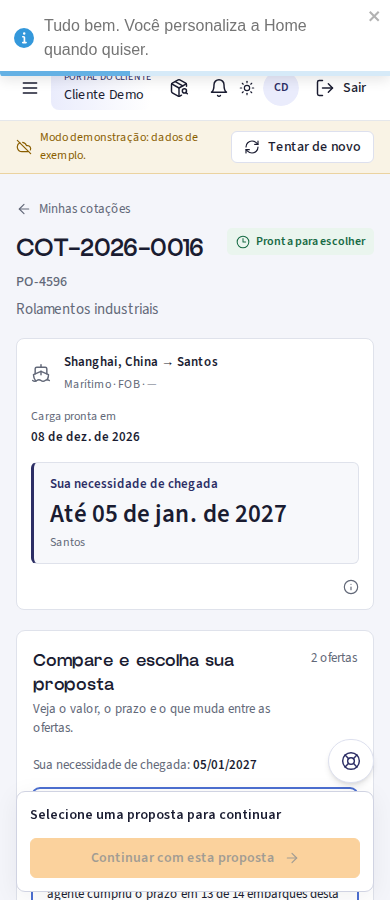 Tudo bem. Você personaliza a Home
quando quiser.
PORTAL DO CLIENTE
Cliente Demo
CD
Sair
Modo demonstração: dados de
exemplo.
Tentar de novo
Minhas cotações
COT-2026-0016
Pronta para escolher
PO-4596
Rolamentos industriais
Shanghai, China → Santos
Marítimo · FOB · —
Carga pronta em
08 de dez. de 2026
Sua necessidade de chegada
Até 05 de jan. de 2027
Santos
Compare e escolha sua
proposta
2 ofertas
Veja o valor, o prazo e o que muda entre as
ofertas.
Sua necessidade de chegada: 05/01/2027
Selecione uma proposta para continuar
Continuar com esta proposta →
agente cumpriu o prazo em 13 de 14 embarques desta